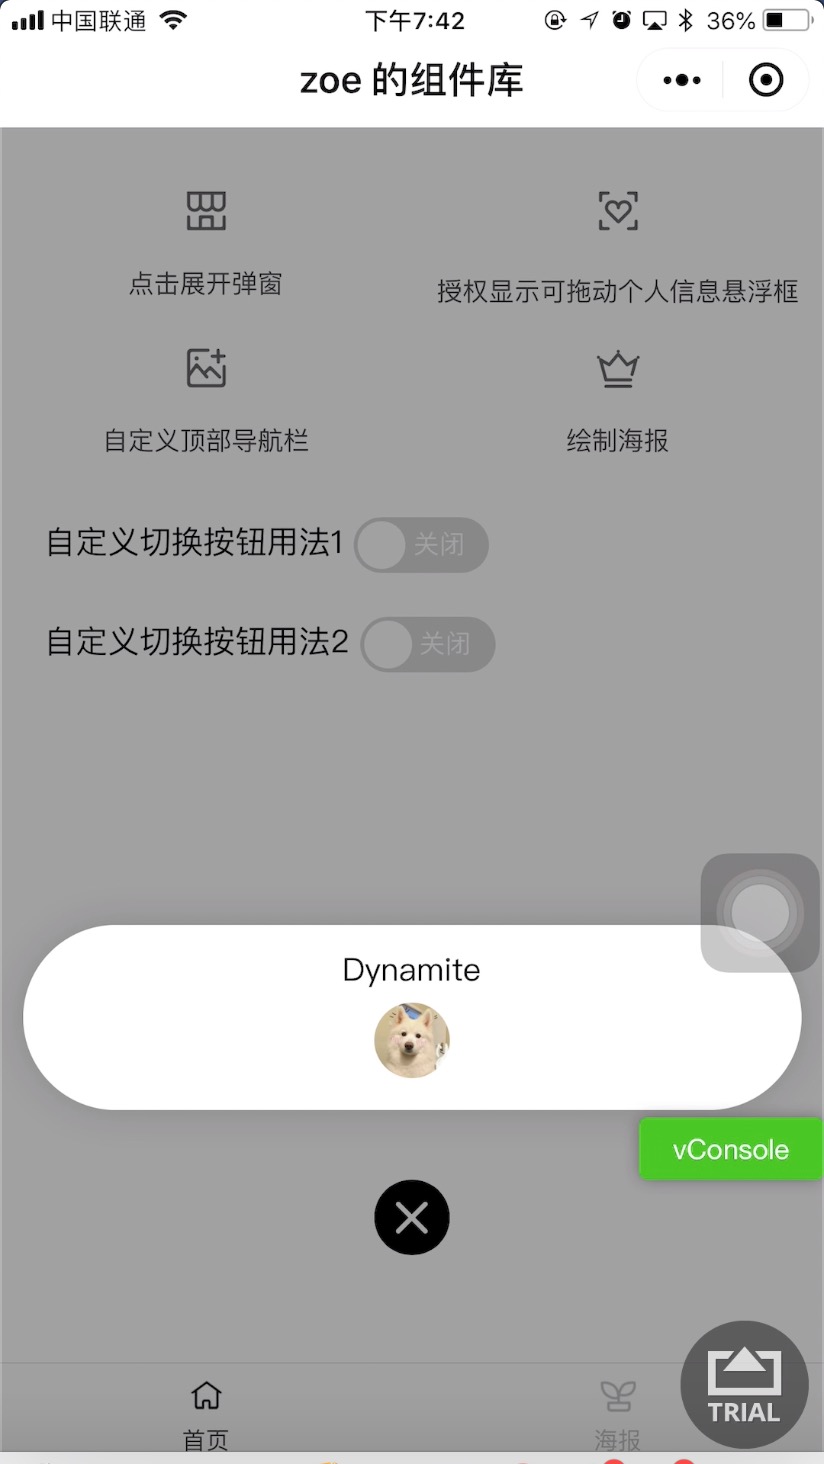 中国联通
下午7:42
36%
zoe 的组件库
点击展开弹窗
授权显示可拖动个人信息悬浮框
自定义顶部导航栏
绘制海报
自定义切换按钮用法1
关闭
自定义切换按钮用法2
关闭
Dynamite
vConsole
TRIAL
首页
海报